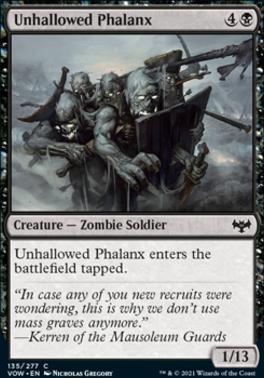 Unhallowed Phalanx 4
Creature — Zombie Soldier
Unhallowed Phalanx enters the
battlefield tapped.
“In case any of you new recruits were
wondering, this is why we don't use
mass graves anymore.”
—Kerren of the Mausoleum Guards
1/13
135/277 C
VOW • EN NICHOLAS GREGORY
™ & © 2021 Wizards of the Coast